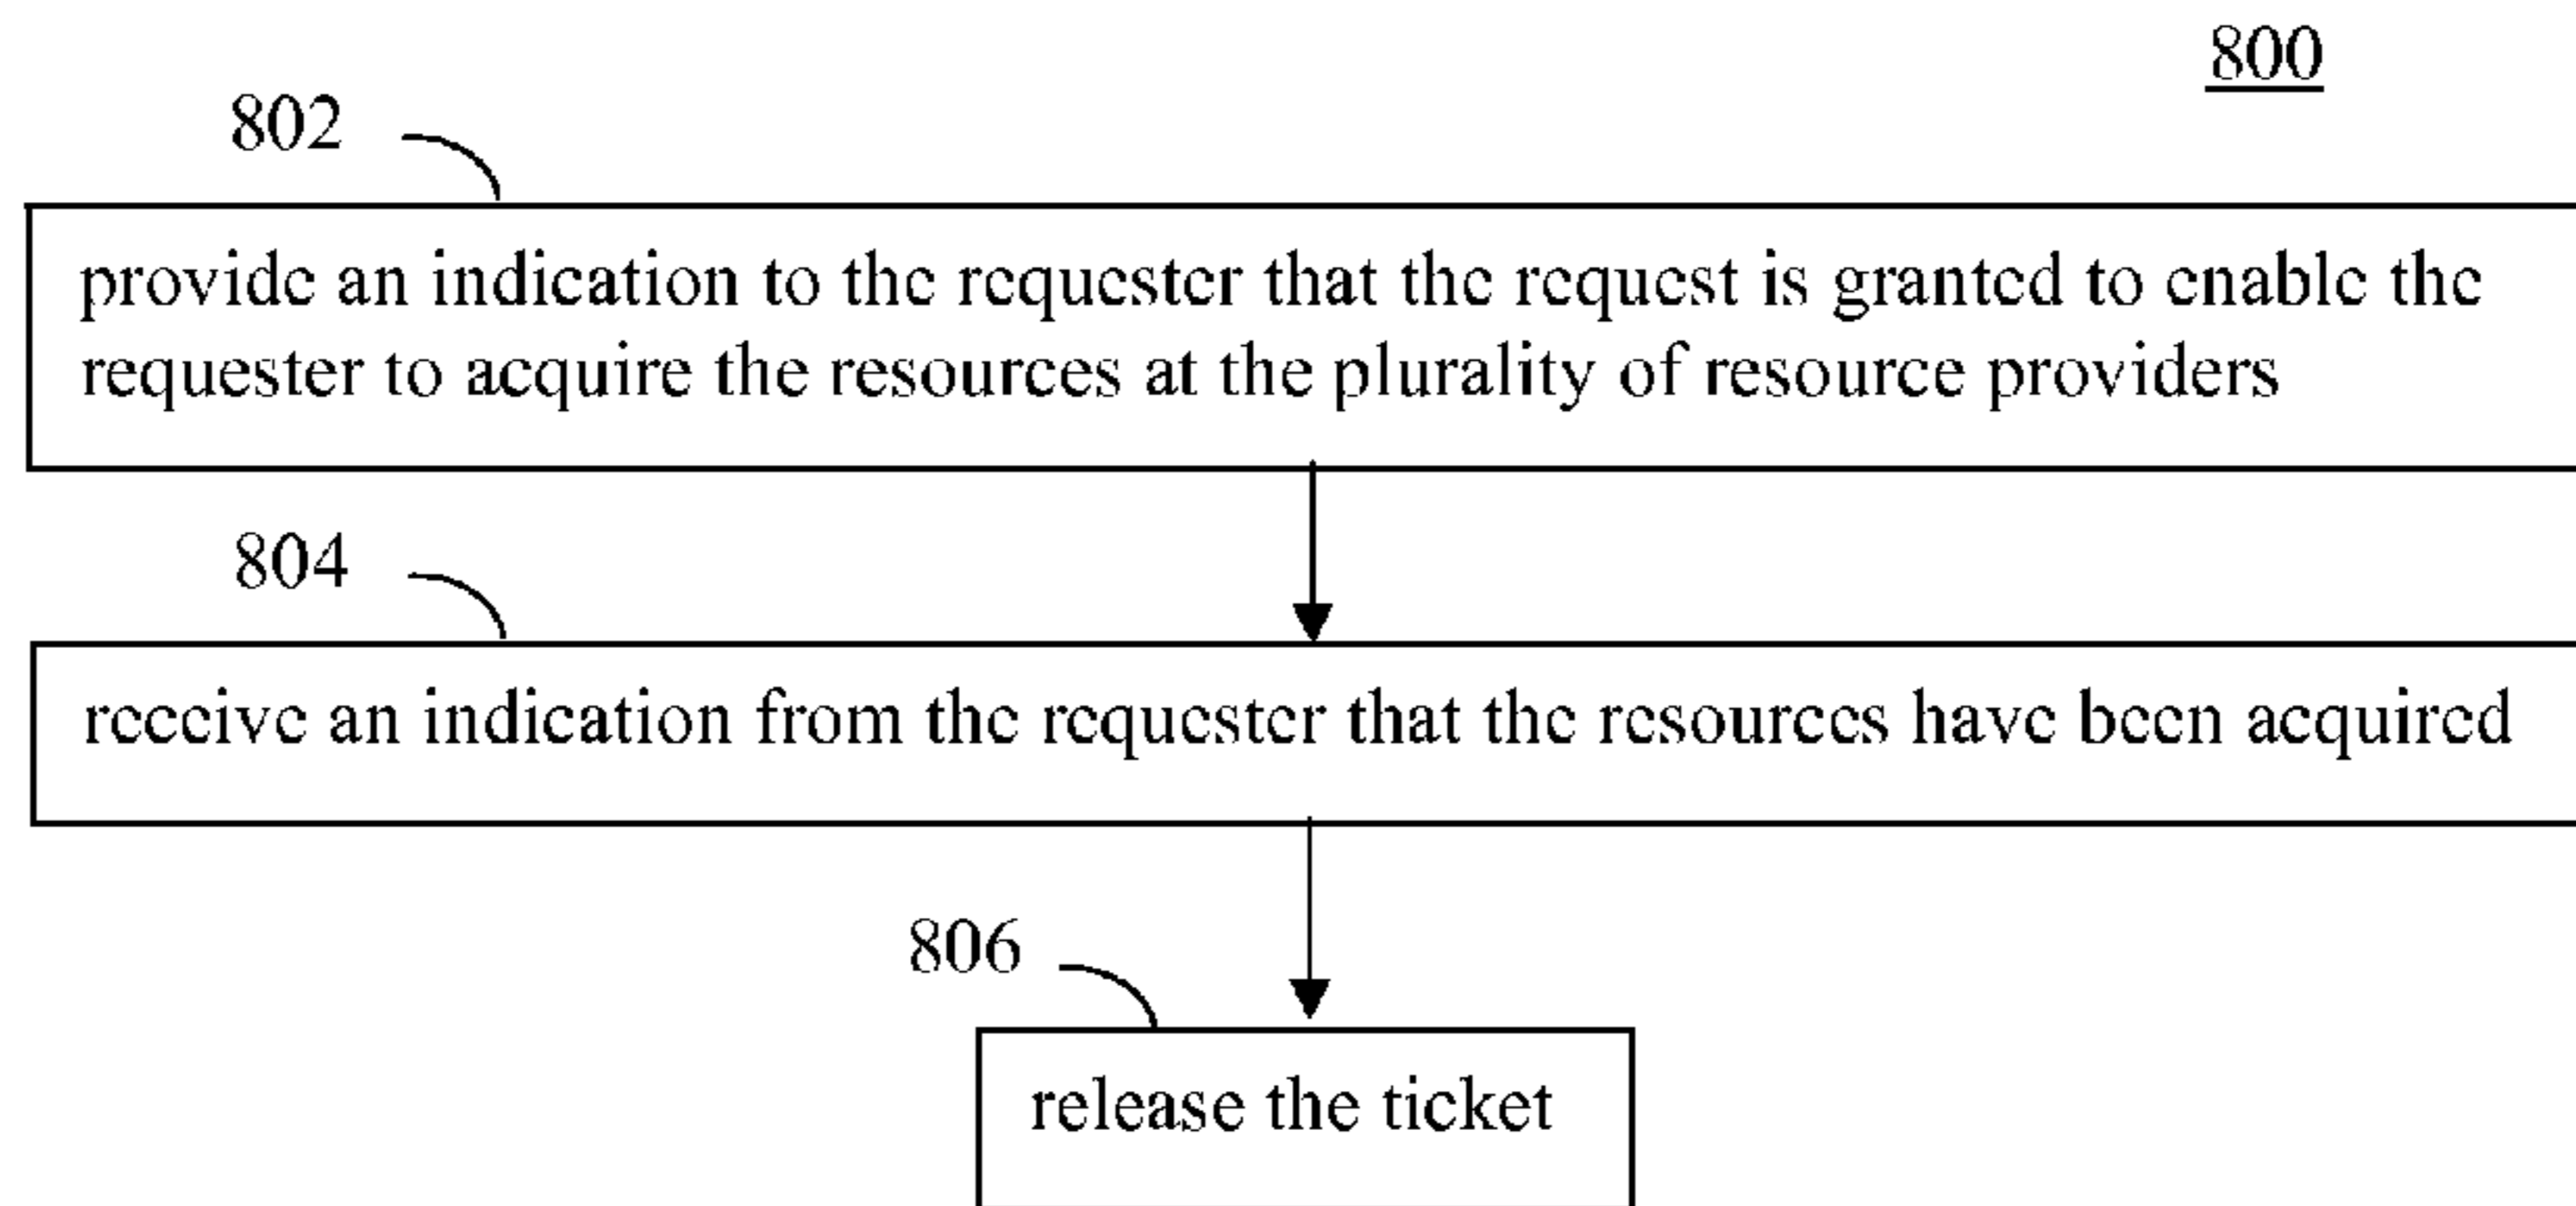 800
802
provide an indication to the requester that the request is granted to enable the
requester to acquire the resources at the plurality of resource providers
804
receive an indication from the requester that the resources have been acquired
806
release the ticket